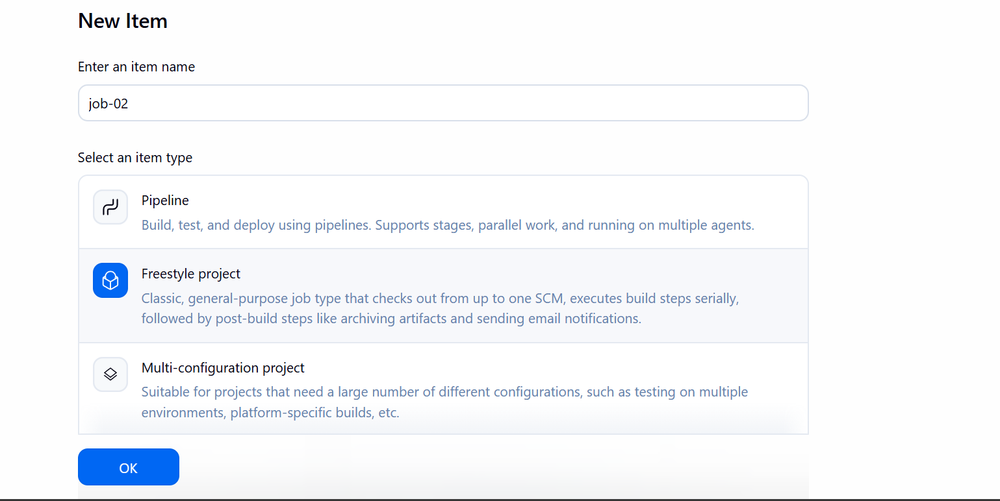 New Item
Enter an item name
job-02
Select an item type
Pipeline
Build, test, and deploy using pipelines. Supports stages, parallel work, and running on multiple agents.
Freestyle project
Classic, general-purpose job type that checks out from up to one SCM, executes build steps serially,
followed by post-build steps like archiving artifacts and sending email notifications.
Multi-configuration project
Suitable for projects that need a large number of different configurations, such as testing on multiple
environments, platform-specific builds, etc.
OK